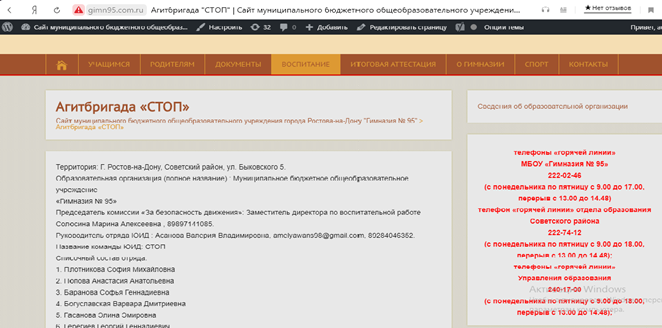 gimn95.com.ru Агитбригада "СТОП" | Сайт муниципального бюджетного общеобразовательного учреждени... Нет отзывов
Сайт муниципального бюджетного общеобраз... Настроить 32 0 Добавить Редактировать страницу Опции темы Привет,
УЧАЩИМСЯ РОДИТЕЛЯМ ДОКУМЕНТЫ ВОСПИТАНИЕ ИТОГОВАЯ АТТЕСТАЦИЯ О ГИМНАЗИИ СПОРТ КОНТАКТЫ
Агитбригада «СТОП»
Сайт муниципального бюджетного общеобразовательного учреждения города Ростова-на-Дону "Гимназия № 95" >
Агитбригада «СТОП»
Территория: Г. Ростов-на-Дону, Советский район, ул. Быковского 5.
Образовательная организация (полное название) : Муниципальное бюджетное общеобразовательное
учреждение
«Гимназия № 95»
Председатель комиссии «За безопасность движения»: Заместитель директора по воспитательной работе
Солосина Марина Алексеевна , 89897141085.
Руководитель отряда ЮИД : Асанова Валерия Владимировна, 89284045352.
Название команды ЮИД: СТОП
Списочный состав отряда:
1. Плотникова София Михайловна
2. Попова Анастасия Анатольевна
3. Баранова Софья Геннадиевна
4. Богуславская Варвара Дмитриевна
5. Гасанова Элина Эмировна
6. Георгий Геннадиевич
Сведения об образовательной организации
телефоны «горячей линии»
МБОУ «Гимназия № 95»
222-02-46
(с понедельника по пятницу с 9.00 до 17.00,
перерыв с 13.00 до 14.48)
телефон «горячей линии» отдела образования
Советского района
222-74-12
(с понедельника по пятницу с 9.00 до 18.00,
перерыв с 13.00 до 14.48);
телефоны «горячей линии»
Управления образования
240-17-00
(с понедельника по пятницу с 9.00 до 18.00,
перерыв с 13.00 до 14.48);
Windows